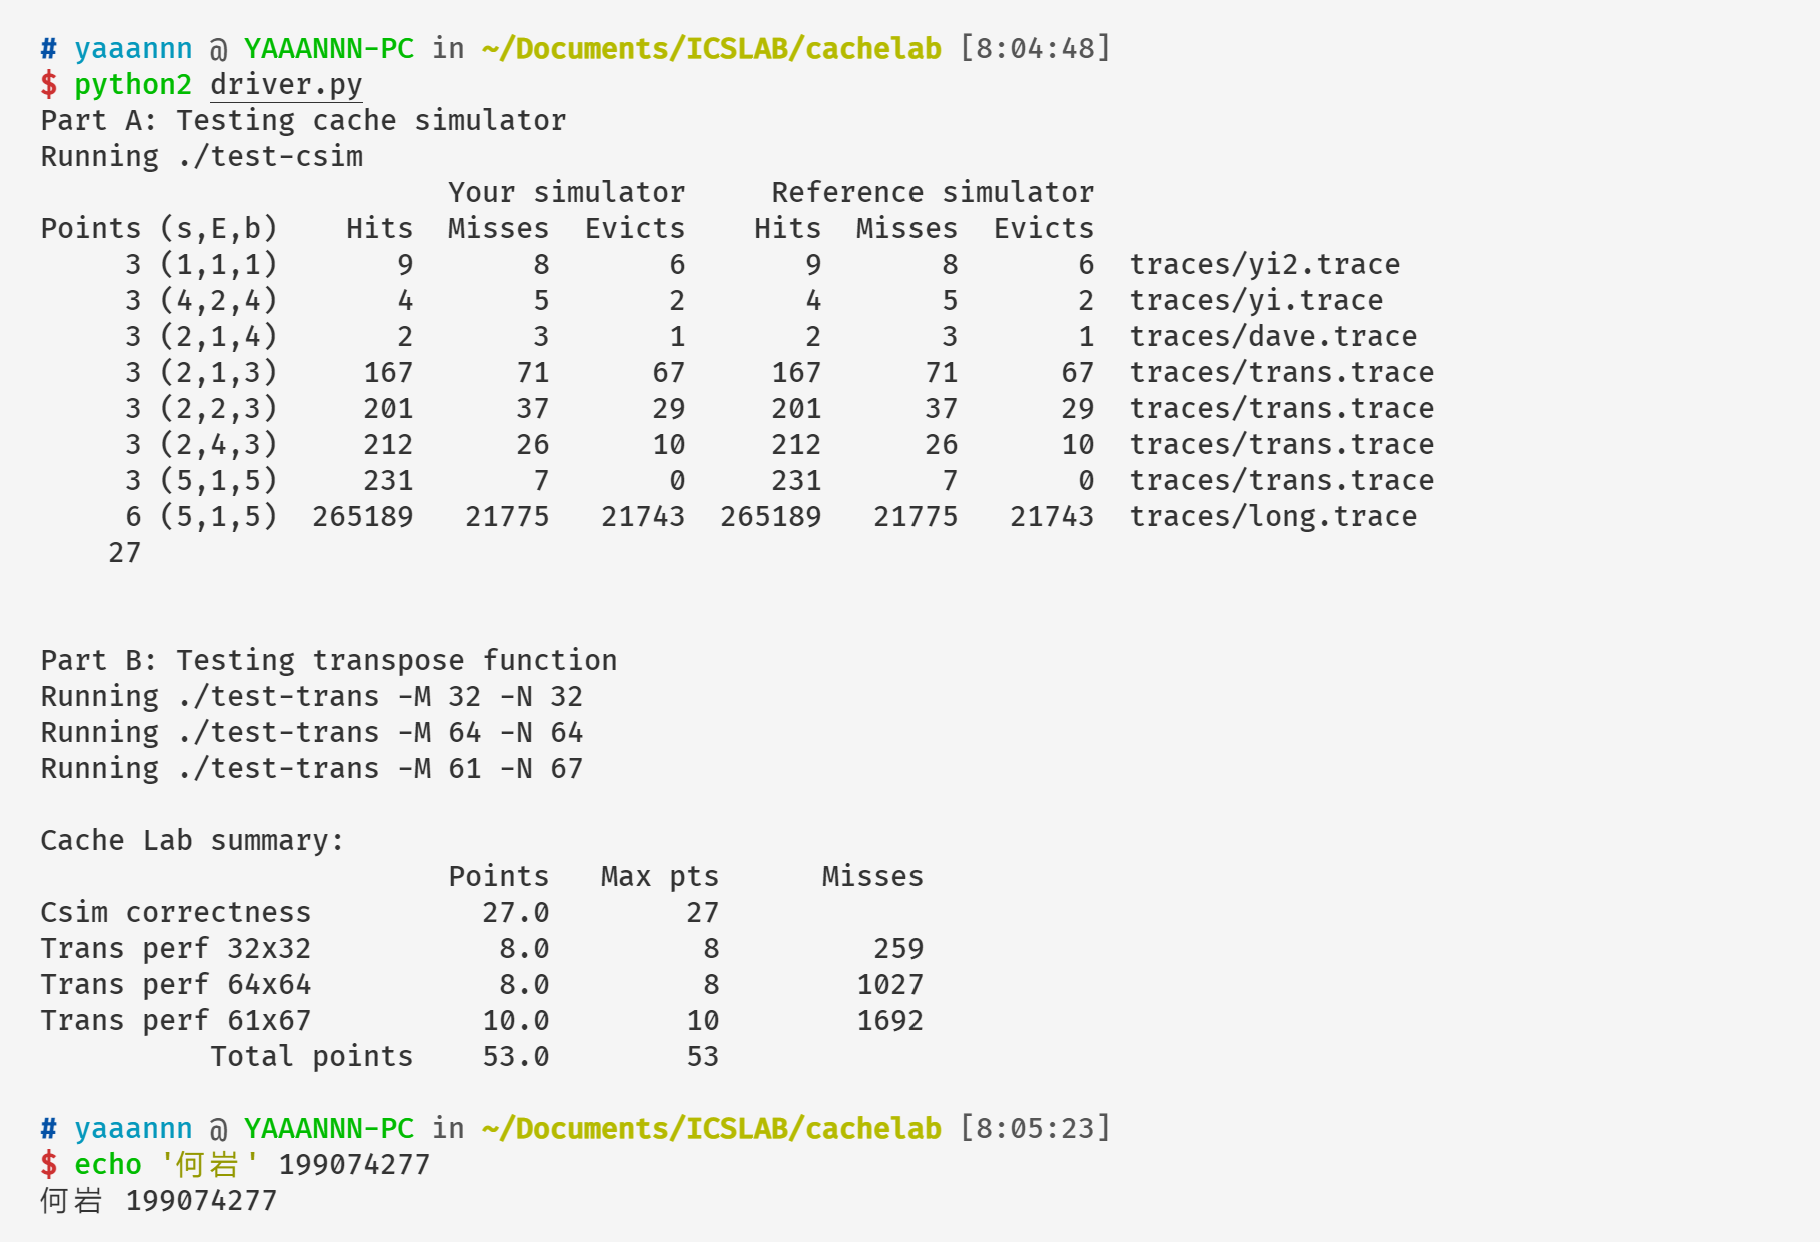 # yaaannn @ YAAANNN-PC in ~/Documents/ICSLAB/cachelab [8:04:48]
$ python2 driver.py
Part A: Testing cache simulator
Running ./test-csim
                        Your simulator     Reference simulator
Points (s,E,b)    Hits  Misses  Evicts    Hits  Misses  Evicts
     3 (1,1,1)       9       8       6       9       8       6  traces/yi2.trace
     3 (4,2,4)       4       5       2       4       5       2  traces/yi.trace
     3 (2,1,4)       2       3       1       2       3       1  traces/dave.trace
     3 (2,1,3)     167      71      67     167      71      67  traces/trans.trace
     3 (2,2,3)     201      37      29     201      37      29  traces/trans.trace
     3 (2,4,3)     212      26      10     212      26      10  traces/trans.trace
     3 (5,1,5)     231       7       0     231       7       0  traces/trans.trace
     6 (5,1,5)  265189   21775   21743  265189   21775   21743  traces/long.trace
    27
Part B: Testing transpose function
Running ./test-trans -M 32 -N 32
Running ./test-trans -M 64 -N 64
Running ./test-trans -M 61 -N 67
Cache Lab summary:
                        Points   Max pts      Misses
Csim correctness          27.0        27
Trans perf 32x32           8.0         8         259
Trans perf 64x64           8.0         8        1027
Trans perf 61x67          10.0        10        1692
          Total points    53.0        53
# yaaannn @ YAAANNN-PC in ~/Documents/ICSLAB/cachelab [8:05:23]
$ echo '何岩' 199074277
何岩 199074277